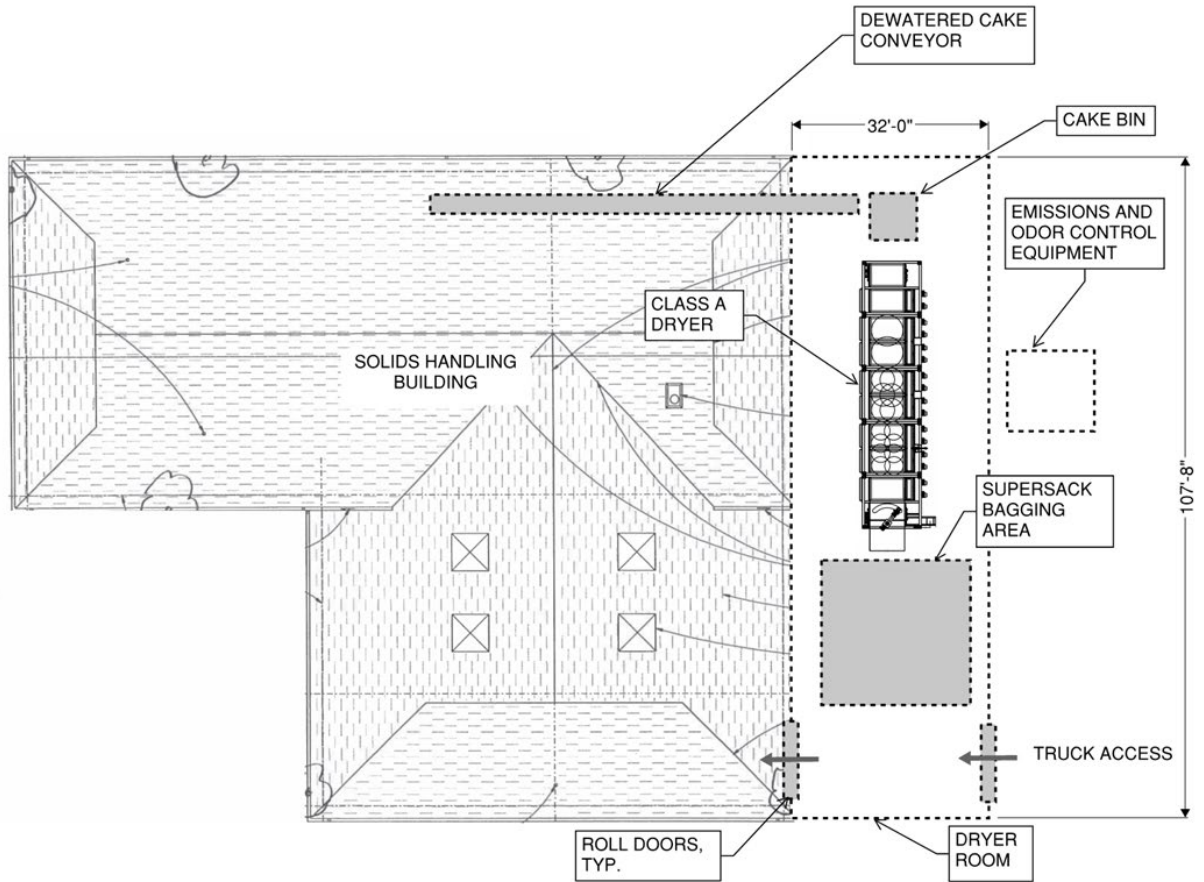 DEWATERED CAKE
CONVEYOR
32'-0"
CAKE BIN
EMISSIONS AND
ODOR CONTROL
EQUIPMENT
CLASS A
DRYER
SOLIDS HANDLING
BUILDING
SUPERSACK
BAGGING
AREA
107'-8"
TRUCK ACCESS
ROLL DOORS,
TYP.
DRYER
ROOM